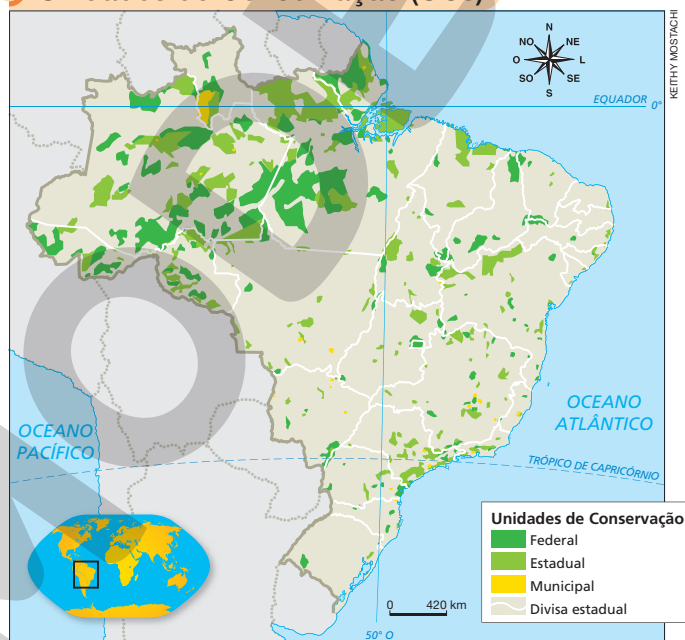 KEITHY MOSTACHI
N
NO
NE
O
L
SO
SE
S
EQUADOR
0°
OCEANO
PACÍFICO
OCEANO
ATLÂNTICO
TRÓPICO DE CAPRICÓRNIO
Unidades de Conservação
Federal
Estadual
Municipal
Divisa estadual
0 420 km
50° O